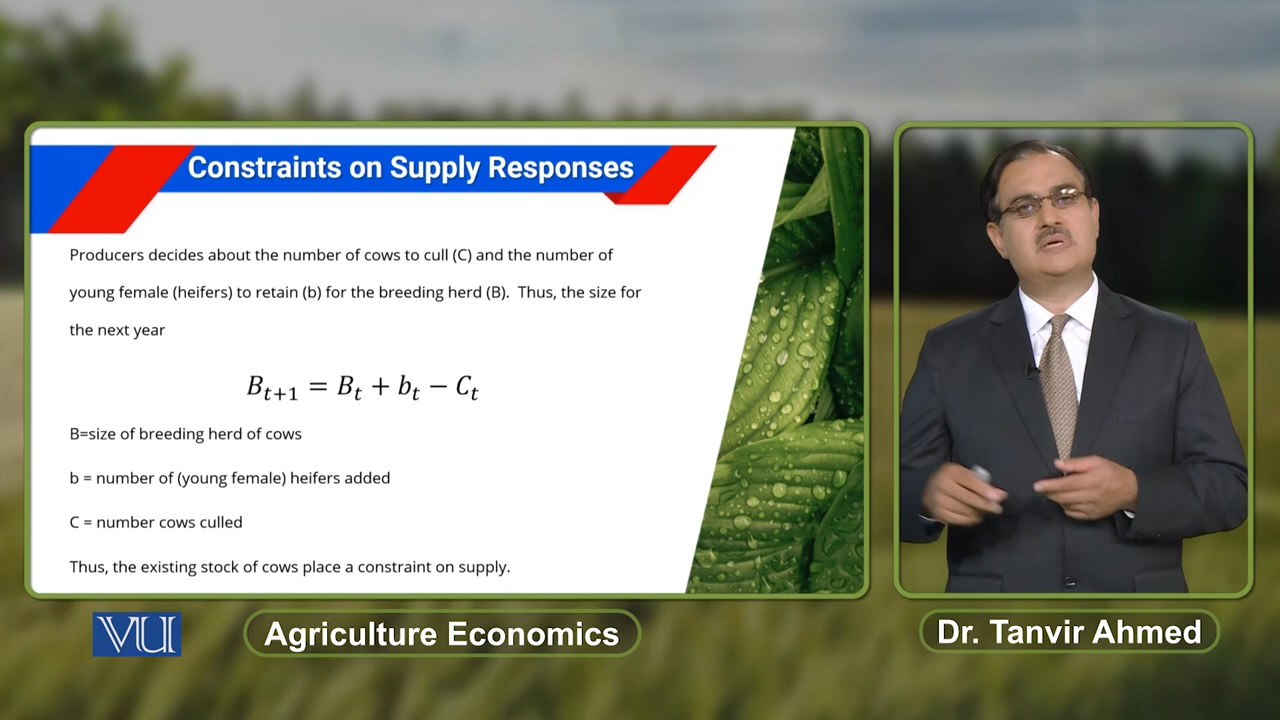 Constraints on Supply Responses
Producers decides about the number of cows to cull (C) and the number of
young female (heifers) to retain (b) for the breeding herd (B). Thus, the size for
the next year
Bₜ₊₁ = Bₜ + bₜ − Cₜ
B=size of breeding herd of cows
b = number of (young female) heifers added
C = number cows culled
Thus, the existing stock of cows place a constraint on supply.
VU
Agriculture Economics
Dr. Tanvir Ahmed